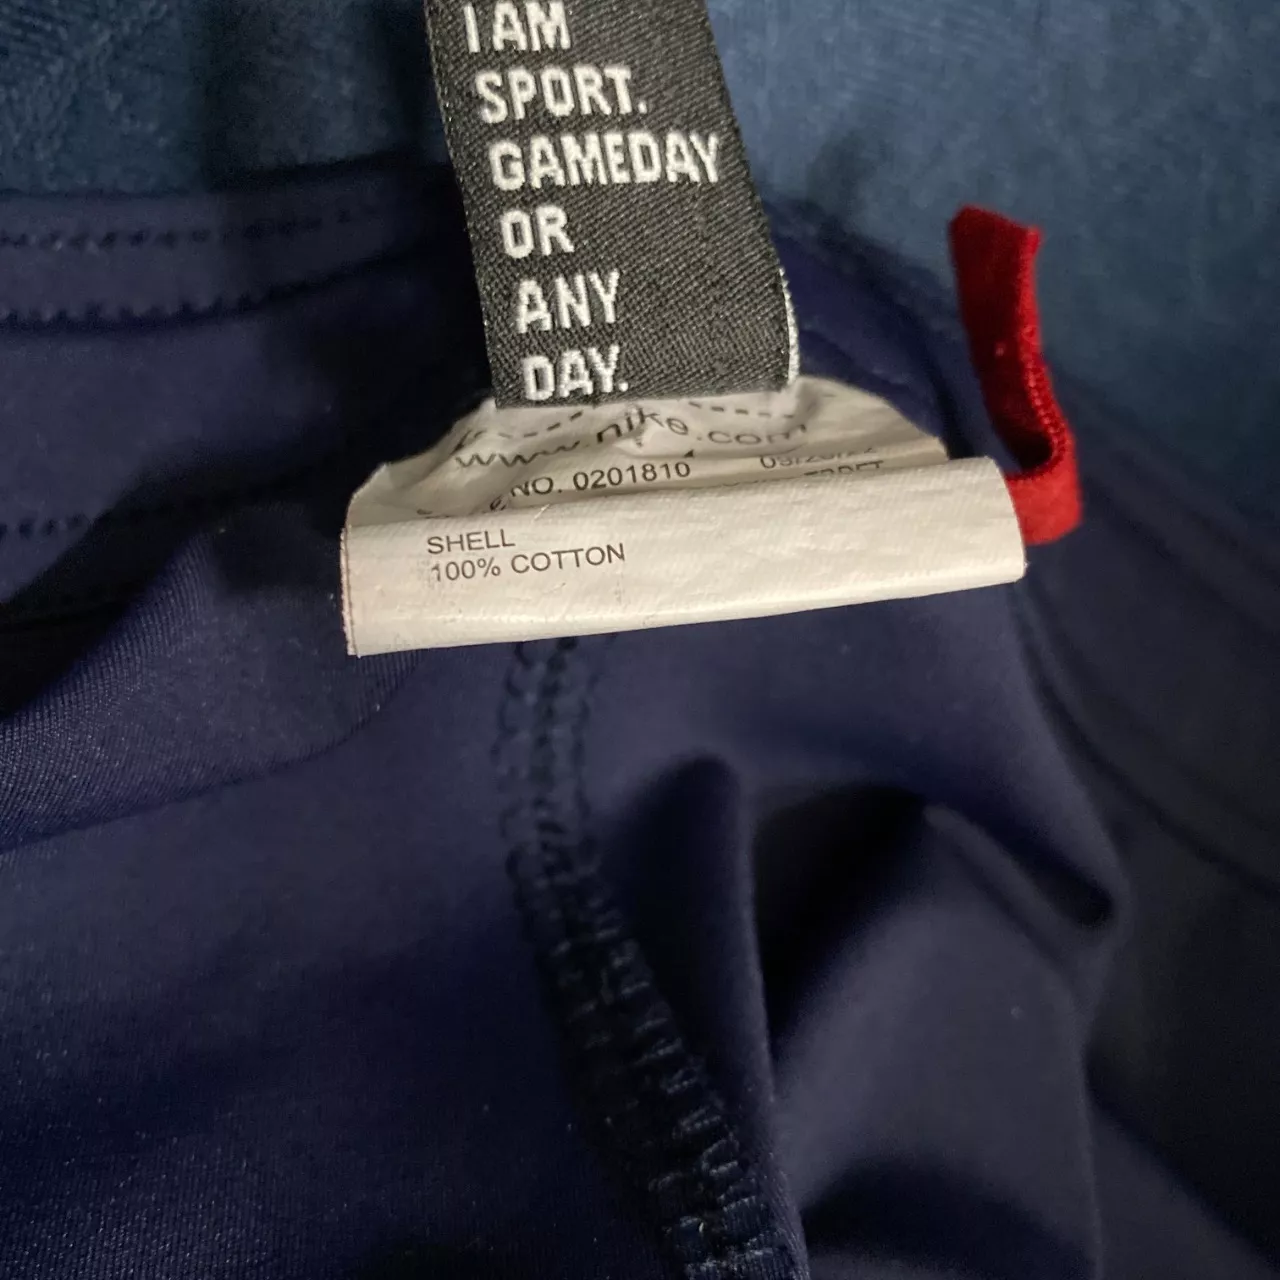 I AM
SPORT.
GAMEDAY
OR
ANY
DAY.
www.nike.com
NO. 0201810
SHELL
100% COTTON